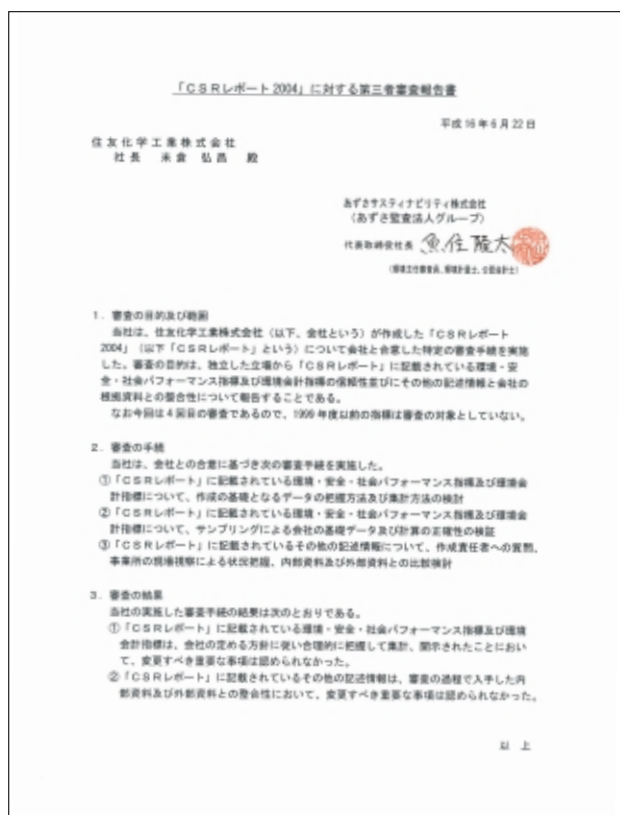 「CSRレポート2004」に対する第三者審査報告書
平成16年6月22日
住友化学工業株式会社
社長 米倉 弘昌 殿
あずさサスティナビリティ株式会社
(あずさ監査法人グループ)
代表取締役社長 魚住隆太
(環境主任審査員、環境計量士、公認会計士)
1.審査の目的及び範囲
当社は、住友化学工業株式会社(以下、会社という)が作成した「CSRレポート
2004」(以下「CSRレポート」という)について会社と合意した特定の審査手続を実施
した。審査の目的は、独立した立場から「CSRレポート」に記載されている環境・安
全・社会パフォーマンス指標及び環境会計指標の信頼性並びにその他の記述情報と会社の
根拠資料との整合性について報告することである。
なお今回は4回目の審査であるので、1999年度以前の指標は審査の対象としていない。
2.審査の手続
当社は、会社との合意に基づき次の審査手続を実施した。
①「CSRレポート」に記載されている環境・安全・社会パフォーマンス指標及び環境会
計指標について、作成の基礎となるデータの把握方法及び集計方法の検討
②「CSRレポート」に記載されている環境・安全・社会パフォーマンス指標及び環境会
計指標について、サンプリングによる会社の基礎データ及び計算の正確性の検証
③「CSRレポート」に記載されているその他の記述情報について、作成責任者への質問、
事業所の現場視察による状況把握、内部資料及び外部資料との比較検討
3.審査の結果
当社の実施した審査手続の結果は次のとおりである。
①「CSRレポート」に記載されている環境・安全・社会パフォーマンス指標及び環境
会計指標は、会社の定める方針に従い合理的に把握して集計、開示されたことにおい
て、変更すべき重要な事項は認められなかった。
②「CSRレポート」に記載されているその他の記述情報は、審査の過程で入手した内
部資料及び外部資料との整合性において、変更すべき重要な事項は認められなかった。
以上